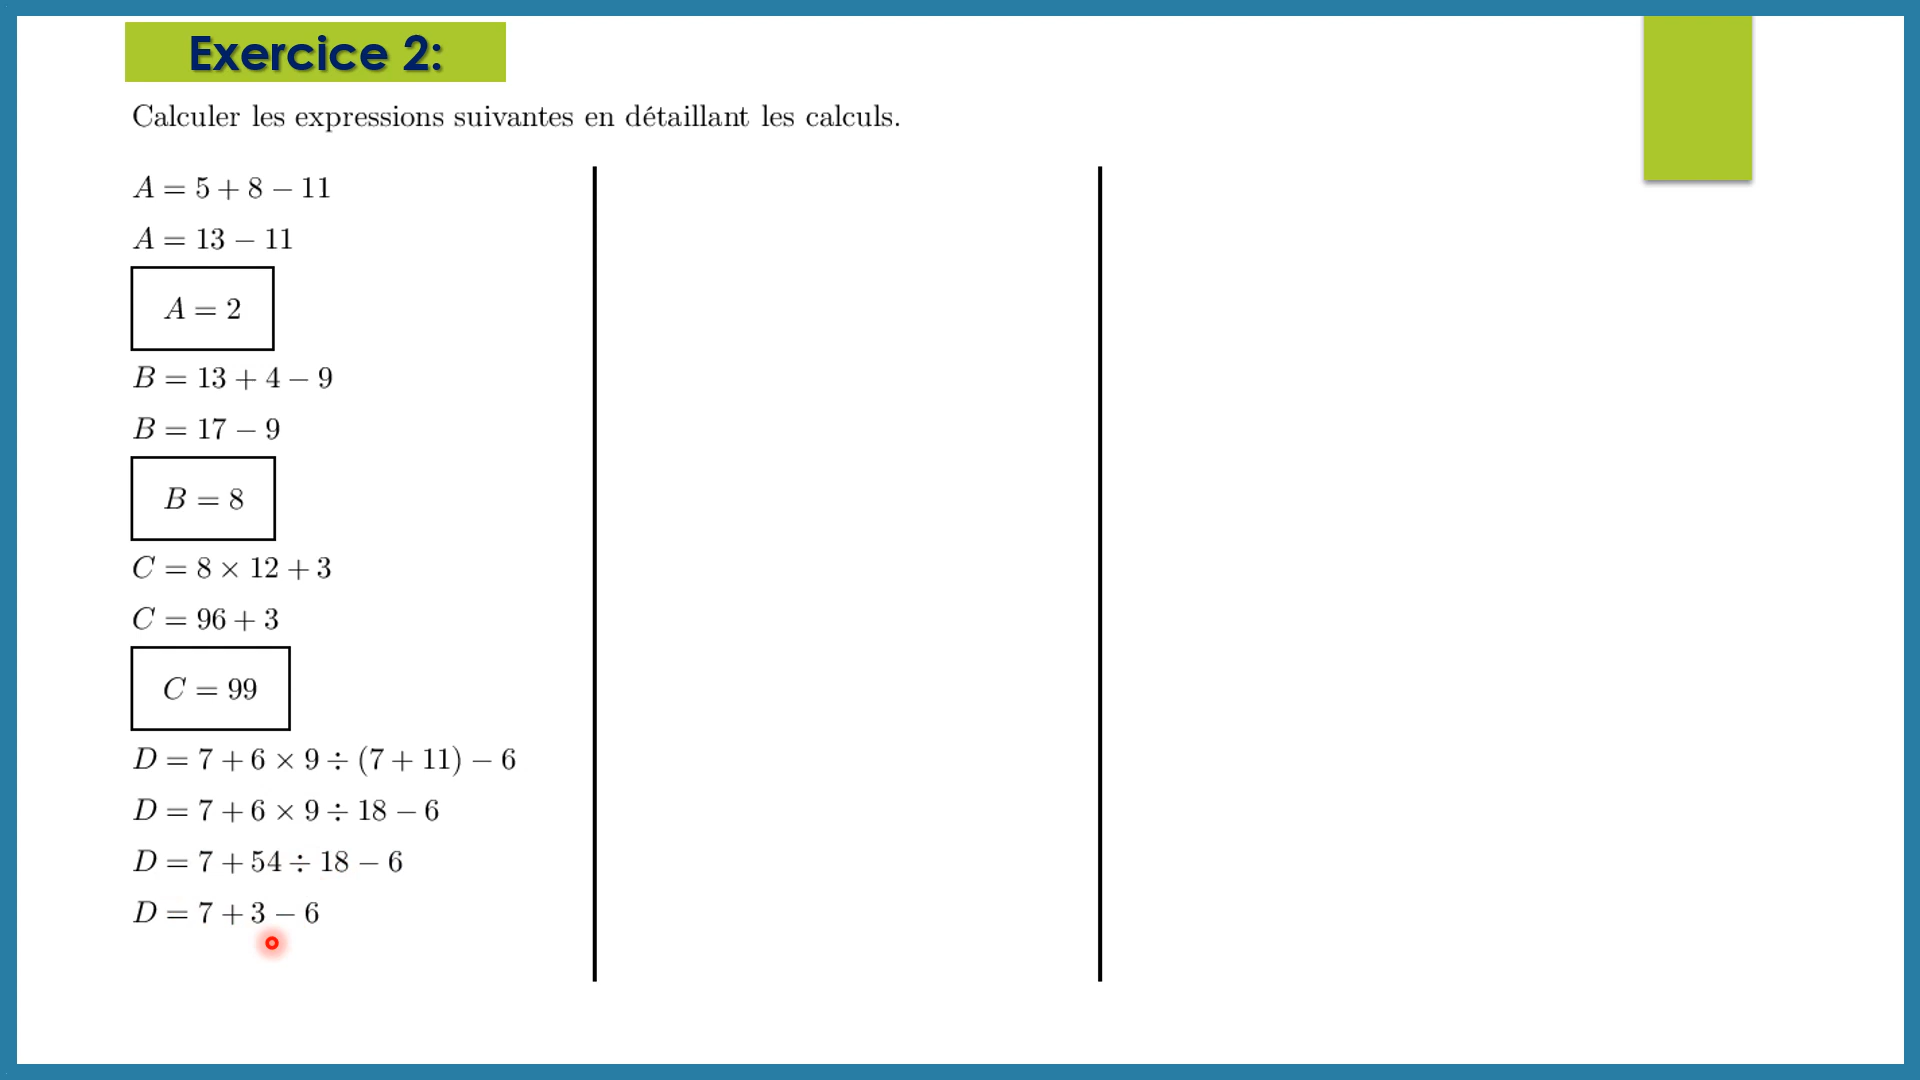 Exercice 2:
Calculer les expressions suivantes en détaillant les calculs.
A = 5 + 8 − 11
A = 13 − 11
A = 2
B = 13 + 4 − 9
B = 17 − 9
B = 8
C = 8 × 12 + 3
C = 96 + 3
C = 99
D = 7 + 6 × 9 ÷ (7 + 11) − 6
D = 7 + 6 × 9 ÷ 18 − 6
D = 7 + 54 ÷ 18 − 6
D = 7 + 3 − 6